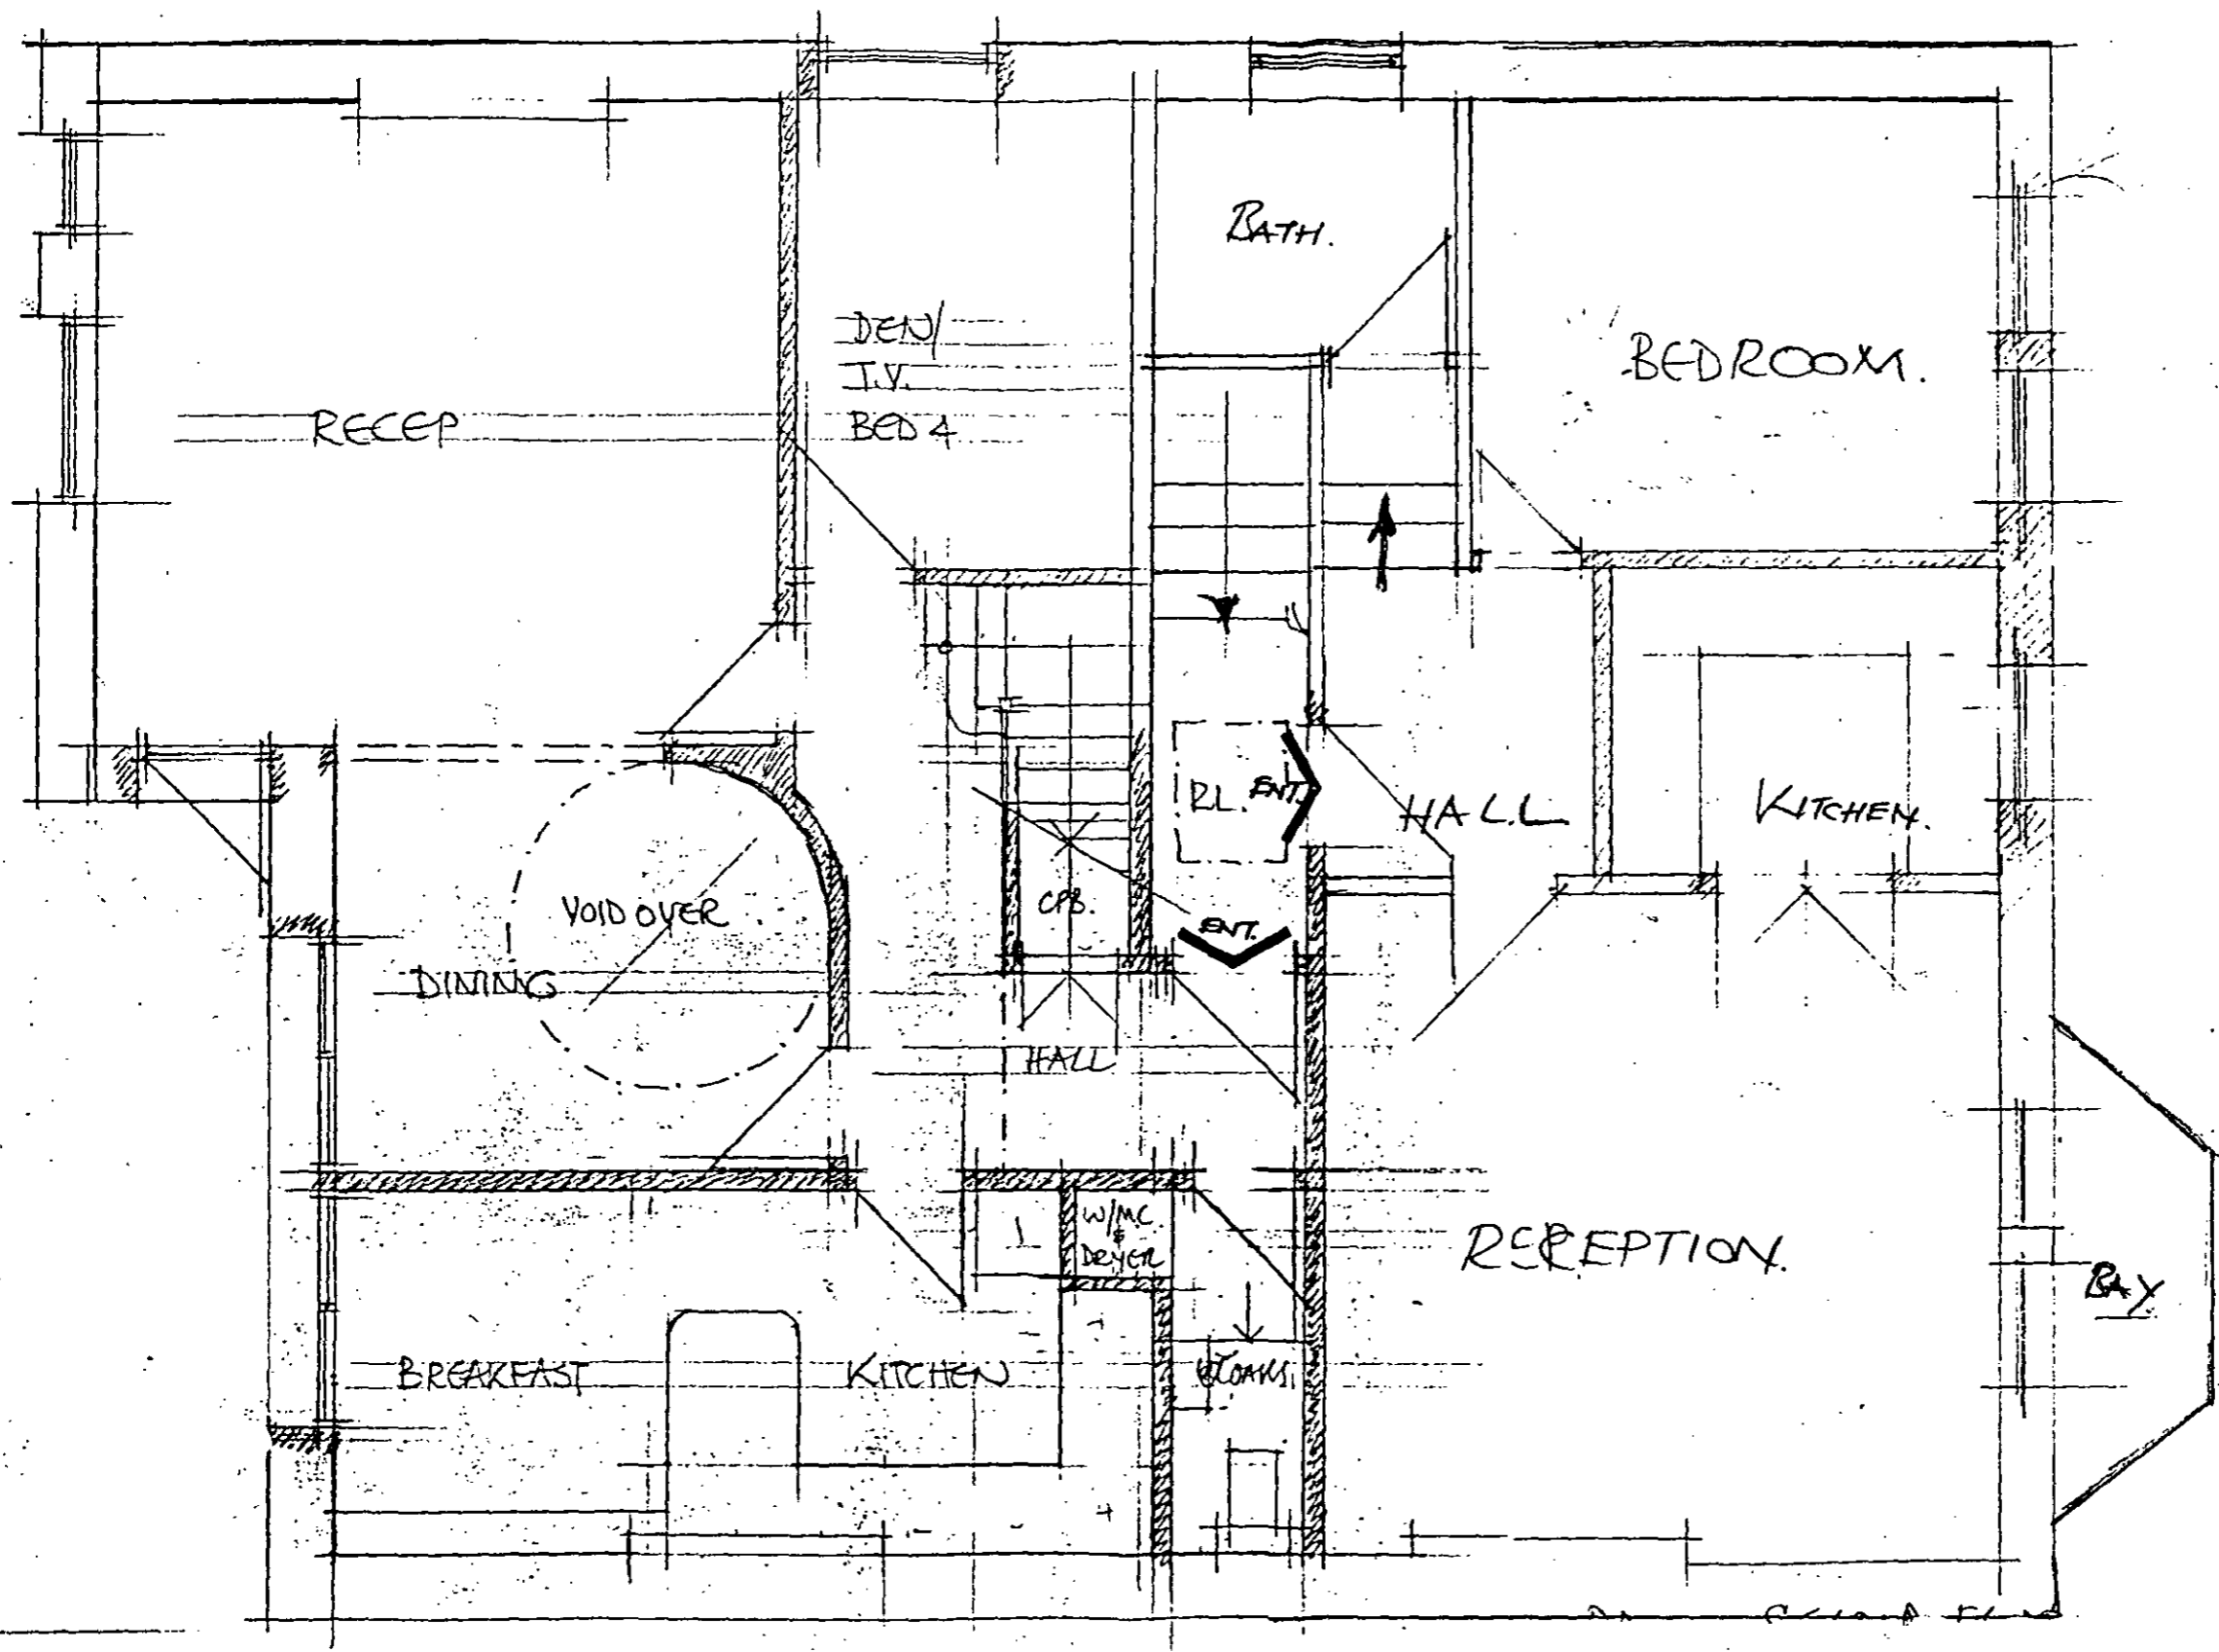 BATH.
DEN/
T.V.
BED 4
BEDROOM.
RECEP
R.L.
ENT.
HALL
KITCHEN.
CPB.
VOID OVER
ENT.
DINING
HALL
W/MC.
&
DRYER
RECEPTION.
BAY
BREAKFAST
KITCHEN
CLOAKS.